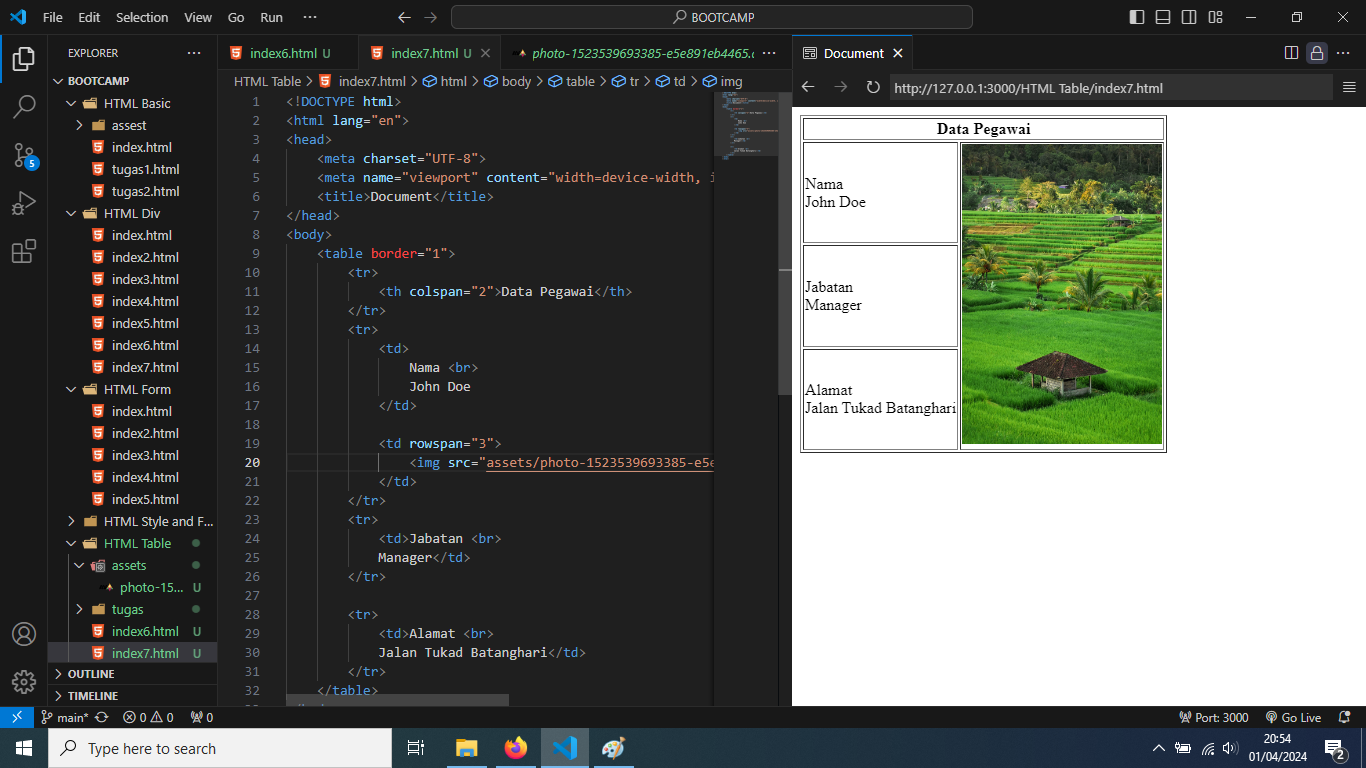 File Edit Selection View Go Run ··· BOOTCAMP
EXPLORER ···
BOOTCAMP
HTML Basic
assest
index.html
tugas1.html
tugas2.html
HTML Div
index.html
index2.html
index3.html
index4.html
index5.html
index6.html
index7.html
HTML Form
index.html
index2.html
index3.html
index4.html
index5.html
HTML Style and F...
HTML Table
assets
photo-15... U
tugas
index6.html U
index7.html U
OUTLINE
TIMELINE
index6.html U index7.html U photo-1523539693385-e5e891eb4465.c ···
HTML Table > index7.html > html > body > table > tr > td > img
1 <!DOCTYPE html>
2 <html lang="en">
3 <head>
4 <meta charset="UTF-8">
5 <meta name="viewport" content="width=device-width, i
6 <title>Document</title>
7 </head>
8 <body>
9 <table border="1">
10 <tr>
11 <th colspan="2">Data Pegawai</th>
12 </tr>
13 <tr>
14 <td>
15 Nama <br>
16 John Doe
17 </td>
18
19 <td rowspan="3">
20 <img src="assets/photo-1523539693385-e5e
21 </td>
22 </tr>
23 <tr>
24 <td>Jabatan <br>
25 Manager</td>
26 </tr>
27
28 <tr>
29 <td>Alamat <br>
30 Jalan Tukad Batanghari</td>
31 </tr>
32 </table>
Document
http://127.0.0.1:3000/HTML Table/index7.html
Data Pegawai
Nama
John Doe
Jabatan
Manager
Alamat
Jalan Tukad Batanghari
main* 0 0 0 Port: 3000 Go Live
Type here to search
20:54
01/04/2024
5
2